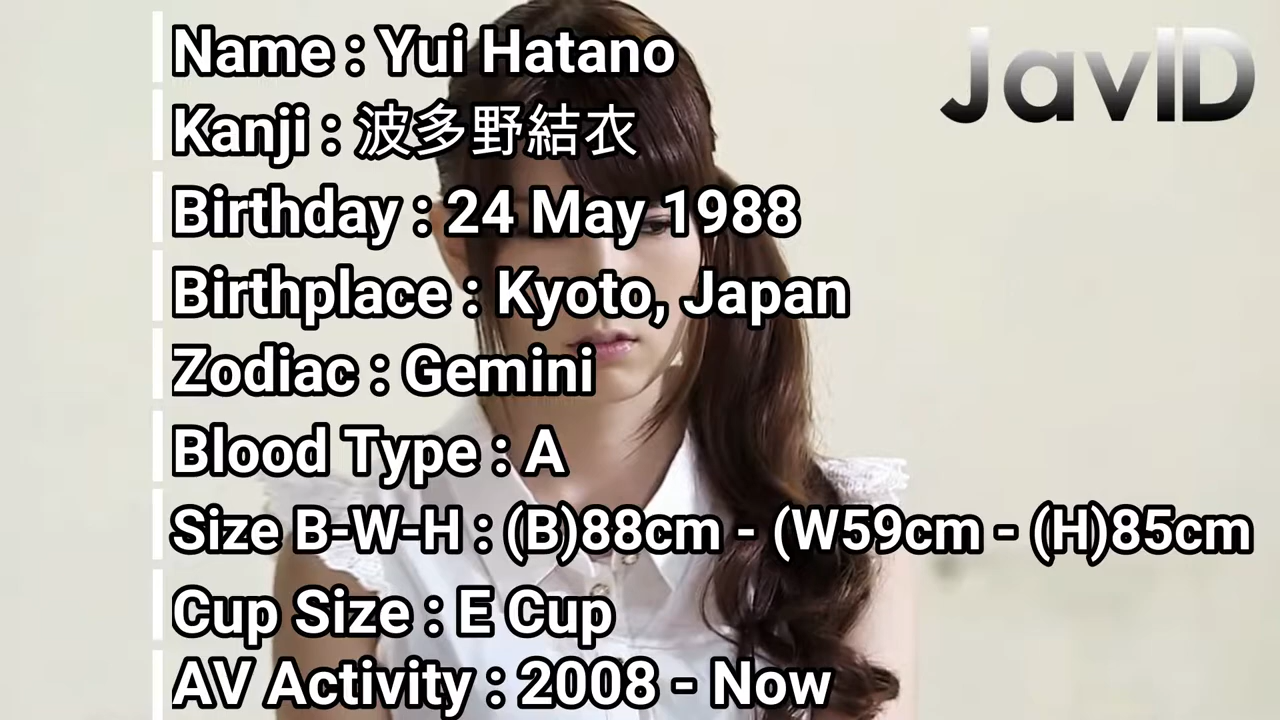 JavID
Name : Yui Hatano
Kanji : 波多野結衣
Birthday : 24 May 1988
Birthplace : Kyoto, Japan
Zodiac : Gemini
Blood Type : A
Size B-W-H : (B)88cm - (W59cm - (H)85cm
Cup Size : E Cup
AV Activity : 2008 - Now